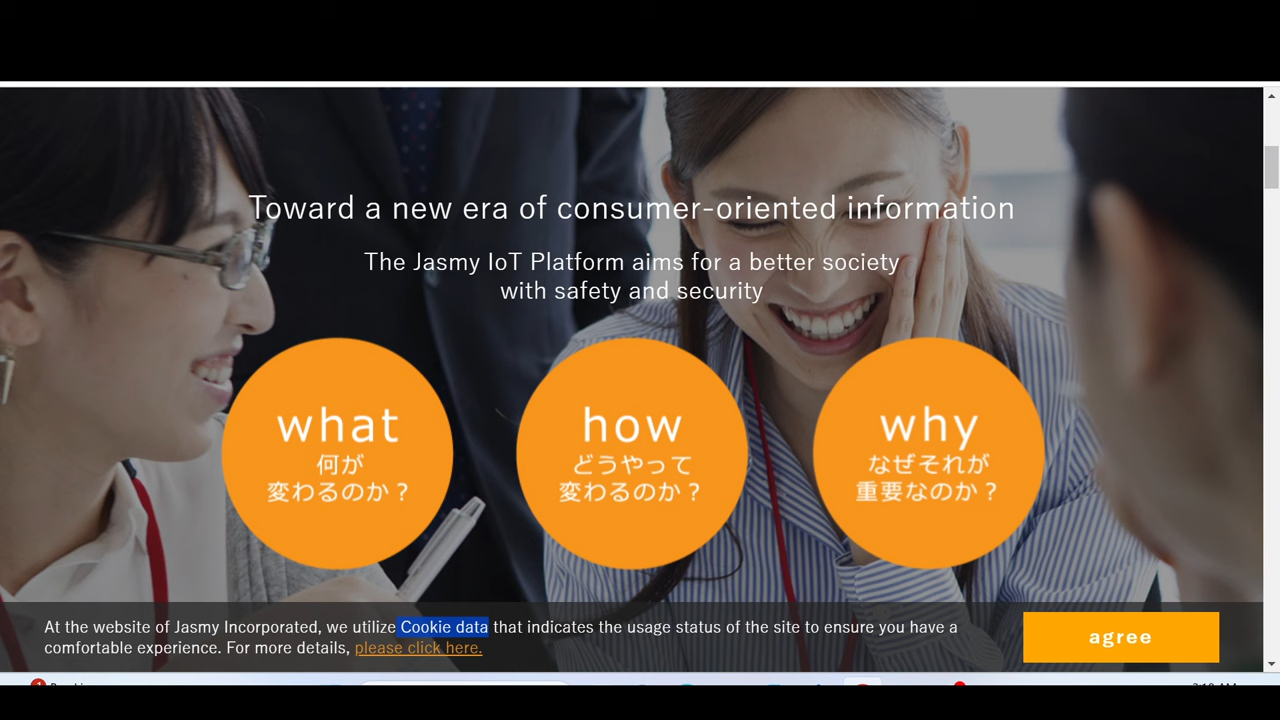 Toward a new era of consumer-oriented information
The Jasmy IoT Platform aims for a better society
with safety and security
what
何が
変わるのか？
how
どうやって
変わるのか？
why
なぜそれが
重要なのか？
At the website of Jasmy Incorporated, we utilize Cookie data that indicates the usage status of the site to ensure you have a
comfortable experience. For more details, please click here.
agree